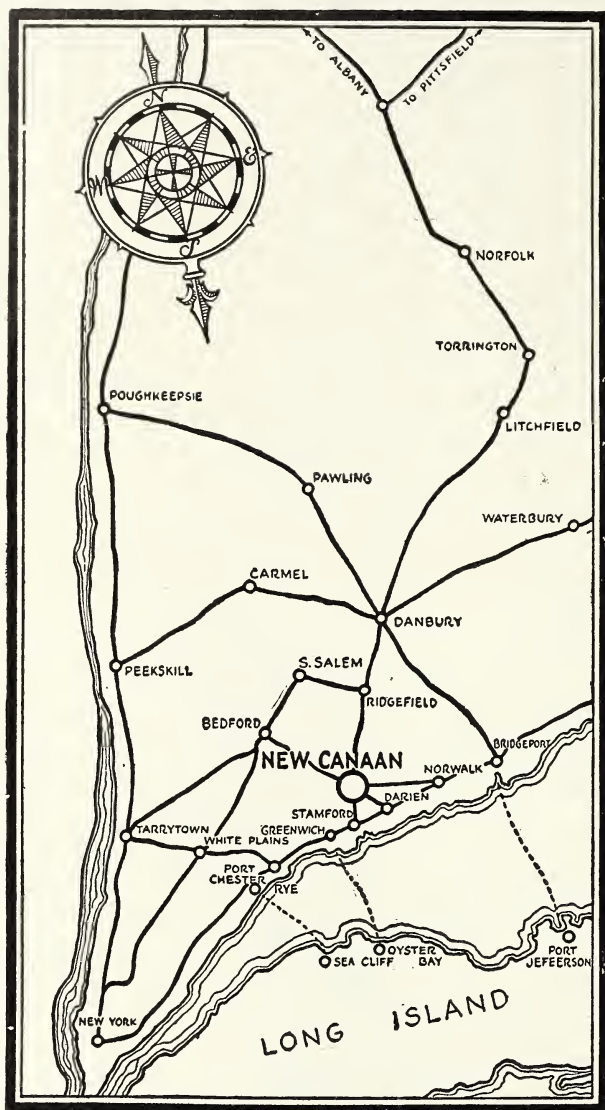 TO ALBANY
TO PITTSFIELD
N
E
W
S
NORFOLK
TORRINGTON
POUGHKEEPSIE
LITCHFIELD
PAWLING
WATERBURY
CARMEL
DANBURY
PEEKSKILL
S. SALEM
RIDGEFIELD
BEDFORD
BRIDGEPORT
NEW CANAAN
NORWALK
DARIEN
STAMFORD
TARRYTOWN
GREENWICH
WHITE PLAINS
PORT
CHESTER
RYE
OYSTER
BAY
SEA CLIFF
PORT
JEFEERSON
NEW YORK
LONG ISLAND